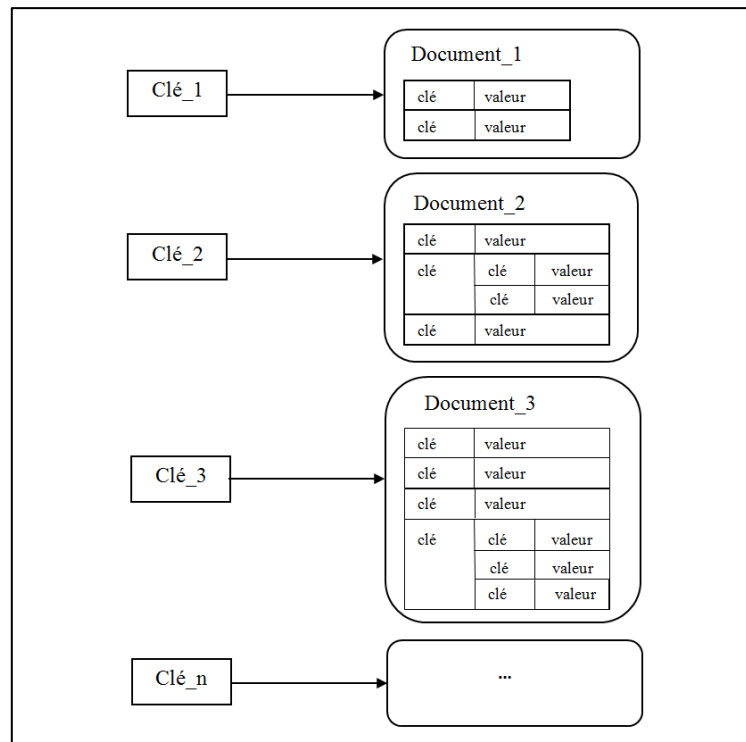 Document_1
Clé_1
clé valeur
clé valeur
Document_2
clé valeur
Clé_2
clé clé valeur
clé valeur
clé valeur
Document_3
clé valeur
Clé_3
clé valeur
clé valeur
clé clé valeur
clé valeur
clé valeur
Clé_n
...